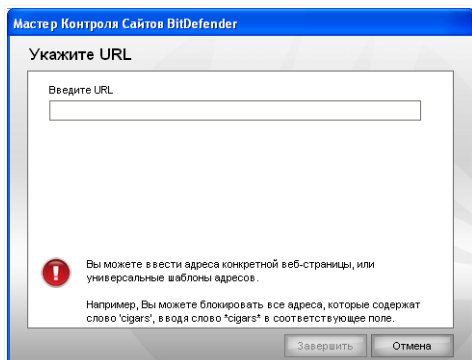 Мастер Контроля Сайтов BitDefender
Укажите URL
Введите URL
Вы можете ввести адреса конкретной веб-страницы, или
универсальные шаблоны адресов.
Например, Вы можете блокировать все адреса, которые содержат
слово 'cigars', вводя слово *cigars* в соответствующее поле.
Завершить
Отмена